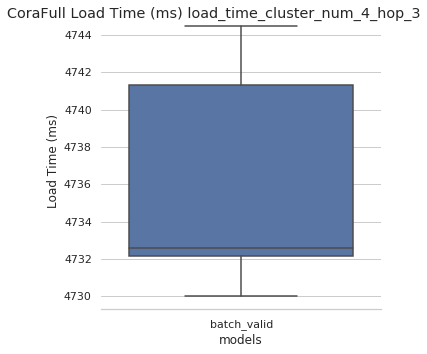 CoraFull Load Time (ms) load_time_cluster_num_4_hop_3
4744
4742
4740
4738
4736
4734
4732
4730
Load Time (ms)
batch_valid
models